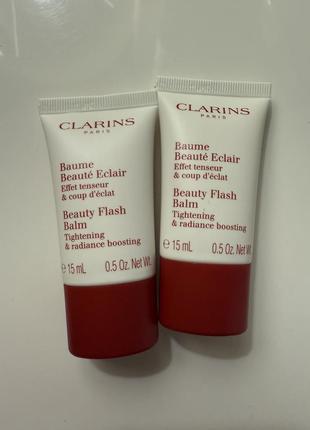 CLARINS
PARIS
Baume
Beauté Eclair
Effet tenseur
& coup d'éclat
Beauty Flash
Balm
Tightening
& radiance boosting
℮ 15 mL 0.5 Oz. Net Wt.
CLARINS
PARIS
Baume
Beauté Eclair
Effet tenseur
& coup d'éclat
Beauty Flash
Balm
Tightening
& radiance boosting
℮ 15 mL 0.5 Oz. Net W